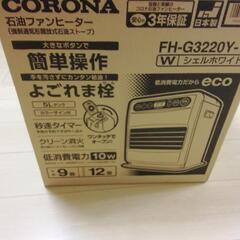 CORONA
石油ファンヒーター
(強制通気形開放式石油ストーブ)
安心
3年保証
日本製
FH-G3220Y-
W シェルホワイト
大きなボタンで
簡単操作
手を汚さずにカンタン給油!
よごれま栓
5Lタンク
ワンタッチで
オープン!
秒速タイマー
クリーン消火
低消費電力10W
低消費電力だから eco
9畳
12畳